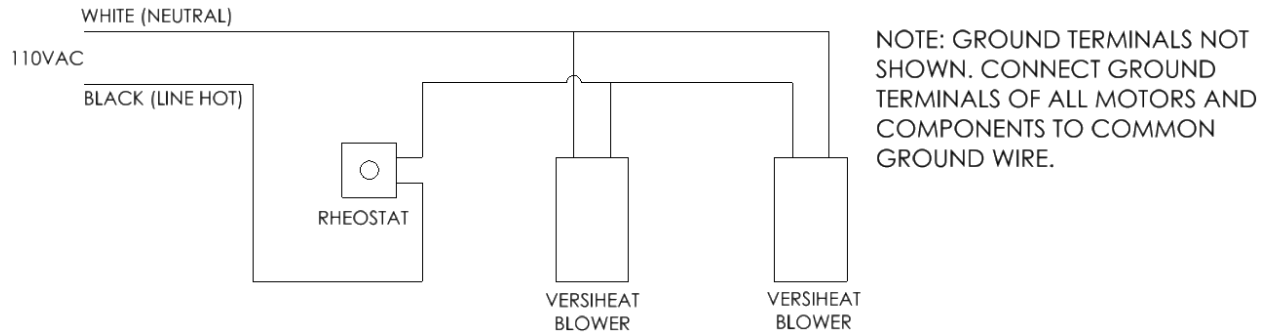 WHITE (NEUTRAL)
110VAC
BLACK (LINE HOT)
RHEOSTAT
VERSIHEAT
BLOWER
VERSIHEAT
BLOWER
NOTE: GROUND TERMINALS NOT
SHOWN. CONNECT GROUND
TERMINALS OF ALL MOTORS AND
COMPONENTS TO COMMON
GROUND WIRE.